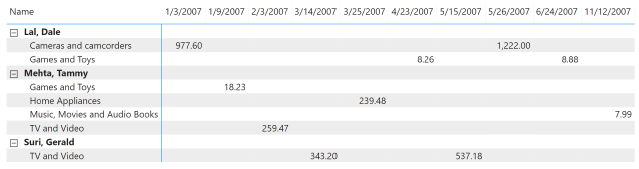 Name 1/3/2007 1/9/2007 2/3/2007 3/14/2007 3/25/2007 4/23/2007 5/15/2007 5/26/2007 6/24/2007 11/12/2007
Lal, Dale
Cameras and camcorders 977.60 1,222.00
Games and Toys 8.26 8.88
Mehta, Tammy
Games and Toys 18.23
Home Appliances 239.48
Music, Movies and Audio Books 7.99
TV and Video 259.47
Suri, Gerald
TV and Video 343.20 537.18